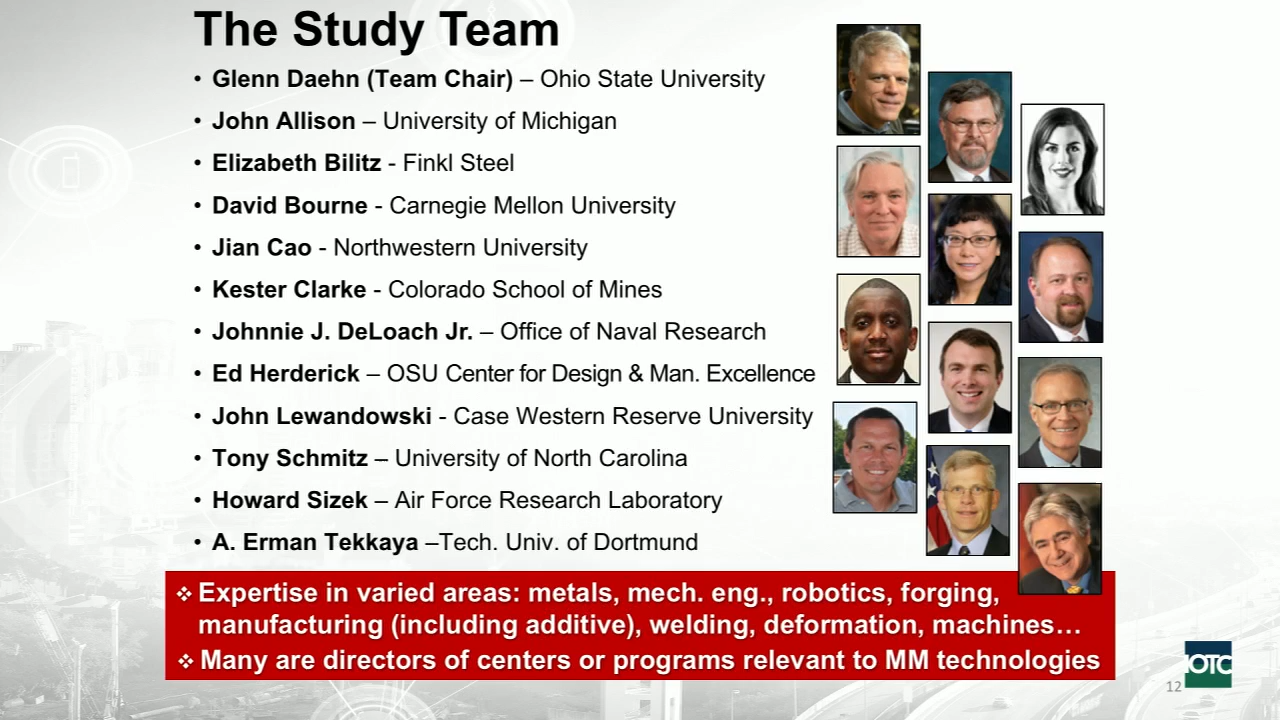 The Study Team
• Glenn Daehn (Team Chair) – Ohio State University
• John Allison – University of Michigan
• Elizabeth Bilitz - Finkl Steel
• David Bourne - Carnegie Mellon University
• Jian Cao - Northwestern University
• Kester Clarke - Colorado School of Mines
• Johnnie J. DeLoach Jr. – Office of Naval Research
• Ed Herderick – OSU Center for Design & Man. Excellence
• John Lewandowski - Case Western Reserve University
• Tony Schmitz – University of North Carolina
• Howard Sizek – Air Force Research Laboratory
• A. Erman Tekkaya –Tech. Univ. of Dortmund
❖ Expertise in varied areas: metals, mech. eng., robotics, forging,
manufacturing (including additive), welding, deformation, machines…
❖ Many are directors of centers or programs relevant to MM technologies
12
IOTC